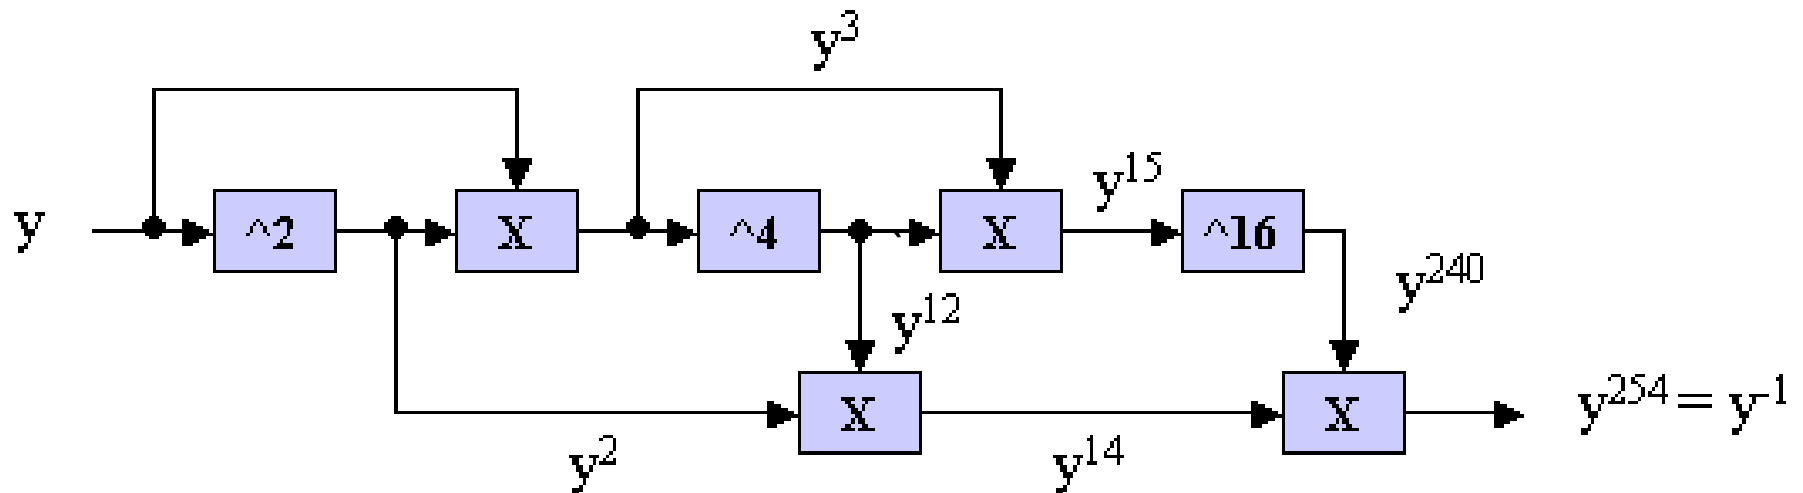 y³
y ^2 X ^4 X y¹⁵ ^16
y²⁴⁰
y¹²
X X y²⁵⁴ = y⁻¹
y² y¹⁴